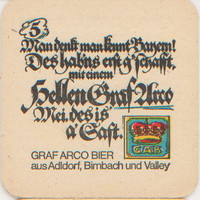 5.
Man denkt man kennt Bayern!
Des habns erst g'schafft
mit einem
Hellen Graf Arco
Mei, des is
a' Saft.
GAB
GRAF ARCO BIER
aus Adldorf, Birnbach und Valley